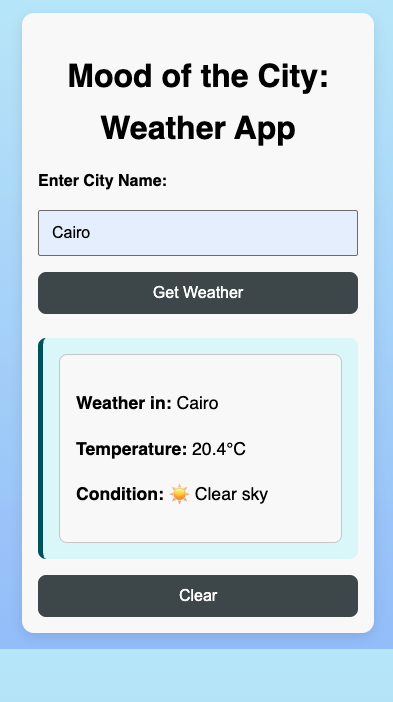 Mood of the City:
Weather App
Enter City Name:
Cairo
Get Weather
Weather in: Cairo
Temperature: 20.4°C
Condition: ☀️ Clear sky
Clear